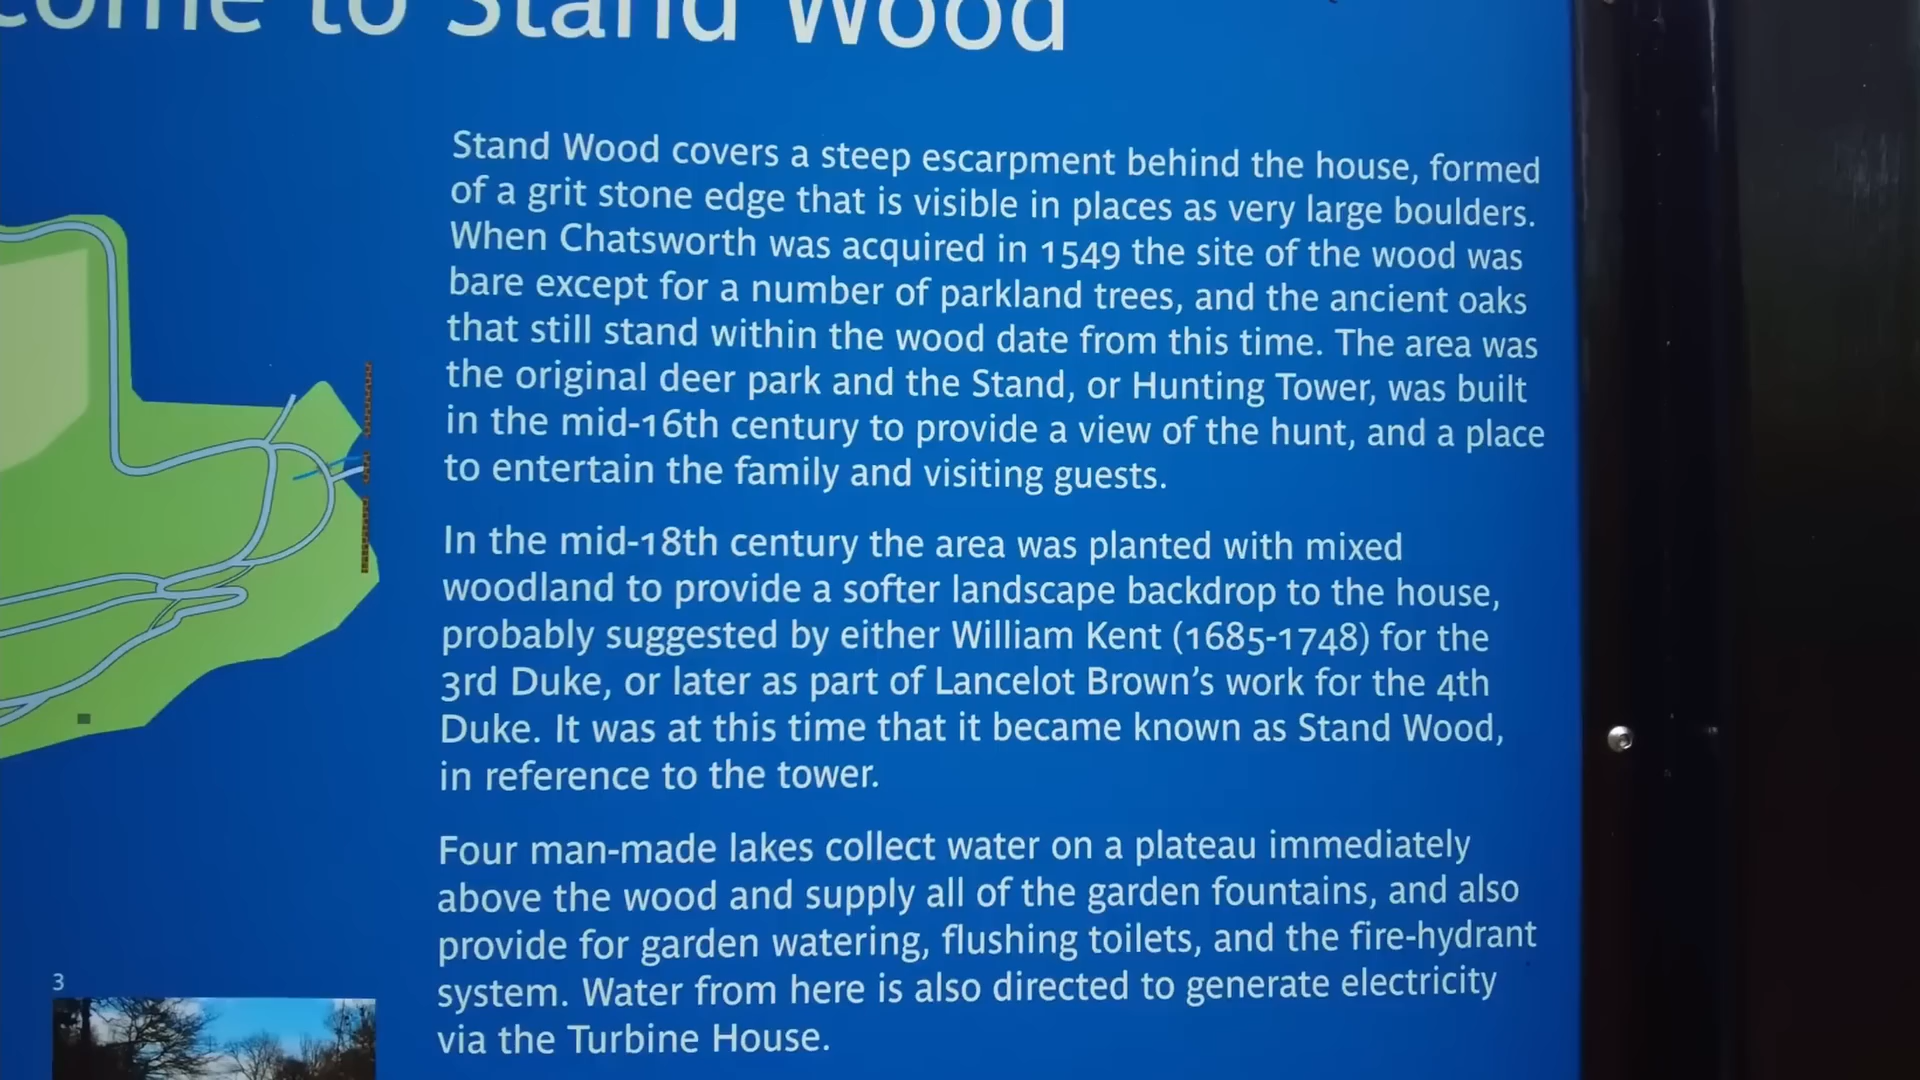 come to Stand Wood
Stand Wood covers a steep escarpment behind the house, formed
of a grit stone edge that is visible in places as very large boulders.
When Chatsworth was acquired in 1549 the site of the wood was
bare except for a number of parkland trees, and the ancient oaks
that still stand within the wood date from this time. The area was
the original deer park and the Stand, or Hunting Tower, was built
in the mid-16th century to provide a view of the hunt, and a place
to entertain the family and visiting guests.
In the mid-18th century the area was planted with mixed
woodland to provide a softer landscape backdrop to the house,
probably suggested by either William Kent (1685-1748) for the
3rd Duke, or later as part of Lancelot Brown’s work for the 4th
Duke. It was at this time that it became known as Stand Wood,
in reference to the tower.
Four man-made lakes collect water on a plateau immediately
above the wood and supply all of the garden fountains, and also
provide for garden watering, flushing toilets, and the fire-hydrant
system. Water from here is also directed to generate electricity
via the Turbine House.
3